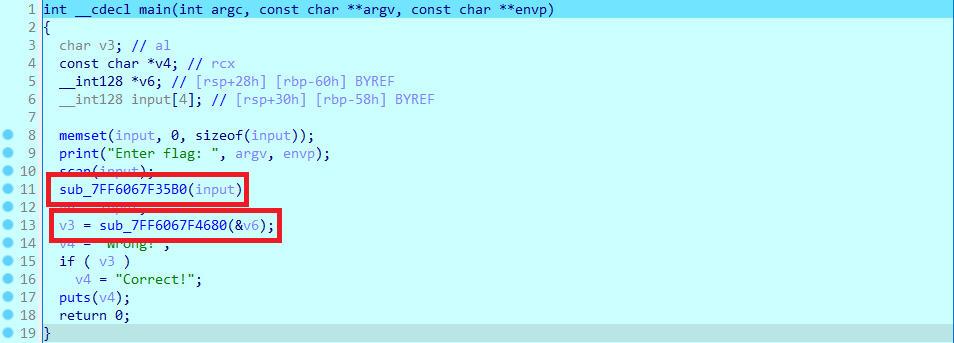 1 int __cdecl main(int argc, const char **argv, const char **envp)
2 {
3 char v3; // al
4 const char *v4; // rcx
5 __int128 *v6; // [rsp+28h] [rbp-60h] BYREF
6 __int128 input[4]; // [rsp+30h] [rbp-58h] BYREF
7
8 memset(input, 0, sizeof(input));
9 print("Enter flag: ", argv, envp);
10 scan(input);
11 sub_7FF6067F35B0(input)
12
13 v3 = sub_7FF6067F4680(&v6);
14 v4 = "Wrong!";
15 if ( v3 )
16 v4 = "Correct!";
17 puts(v4);
18 return 0;
19 }